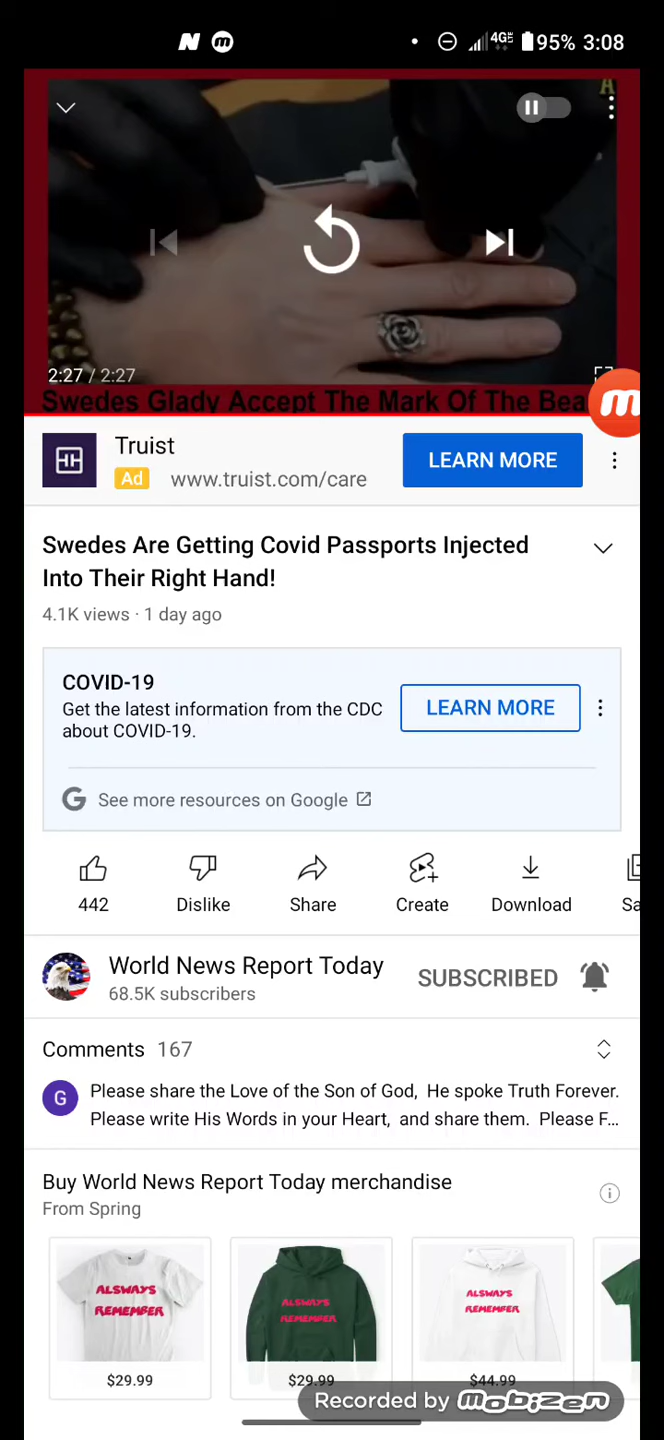 4GE 95% 3:08
2:27 / 2:27
Swedes Glady Accept The Mark Of The Bea
Truist
Ad www.truist.com/care
LEARN MORE
Swedes Are Getting Covid Passports Injected
Into Their Right Hand!
4.1K views · 1 day ago
COVID-19
Get the latest information from the CDC
about COVID-19.
LEARN MORE
See more resources on Google
442 Dislike Share Create Download Sa
World News Report Today
68.5K subscribers
SUBSCRIBED
Comments 167
G
Please share the Love of the Son of God, He spoke Truth Forever.
Please write His Words in your Heart, and share them. Please F...
Buy World News Report Today merchandise
From Spring
ALSWAYS
REMEMBER
ALSWAYS
REMEMBER
ALSWAYS
REMEMBER
$29.99 $29.99 $44.99
Recorded by mobizen